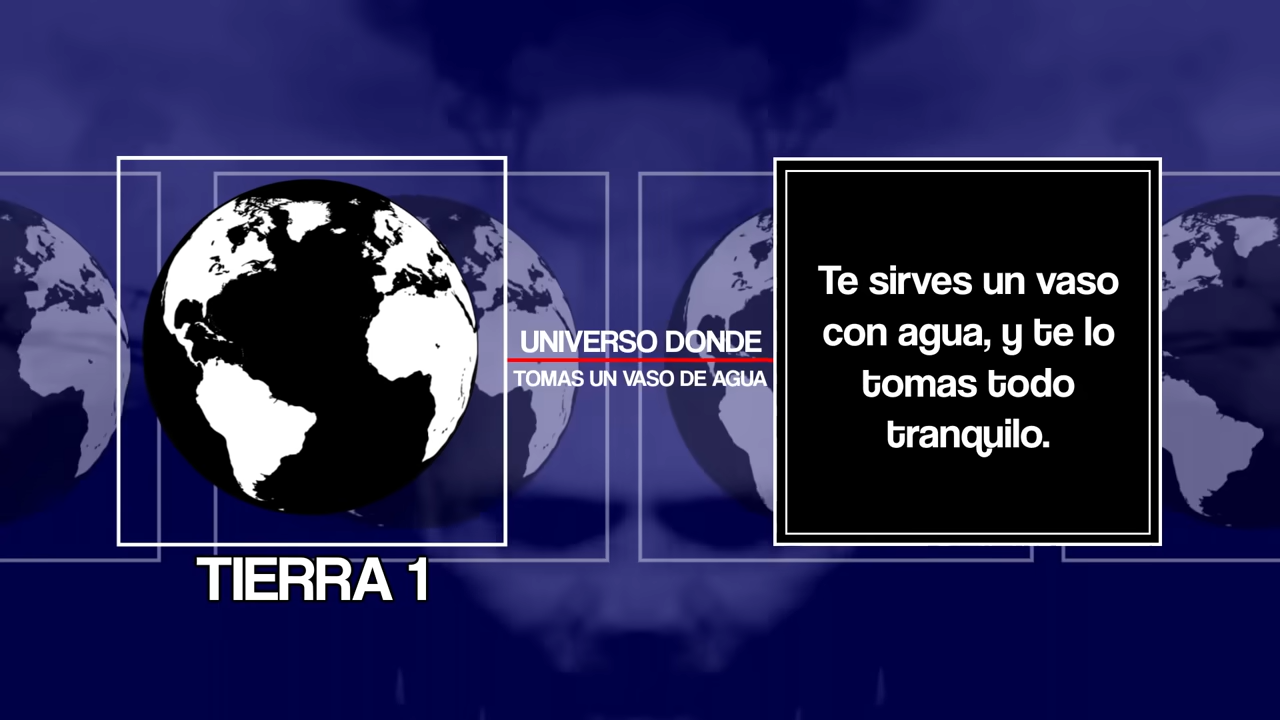 UNIVERSO DONDE
TOMAS UN VASO DE AGUA
TIERRA 1
Te sirves un vaso
con agua, y te lo
tomas todo
tranquilo.